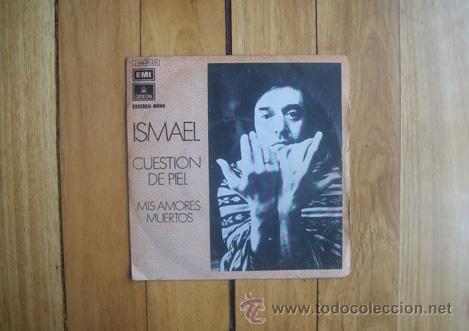 EMI
ODEON
ESTEREO-MONO
ISMAEL
CUESTION
DE PIEL
MIS AMORES
MUERTOS
www.todocoleccion.net